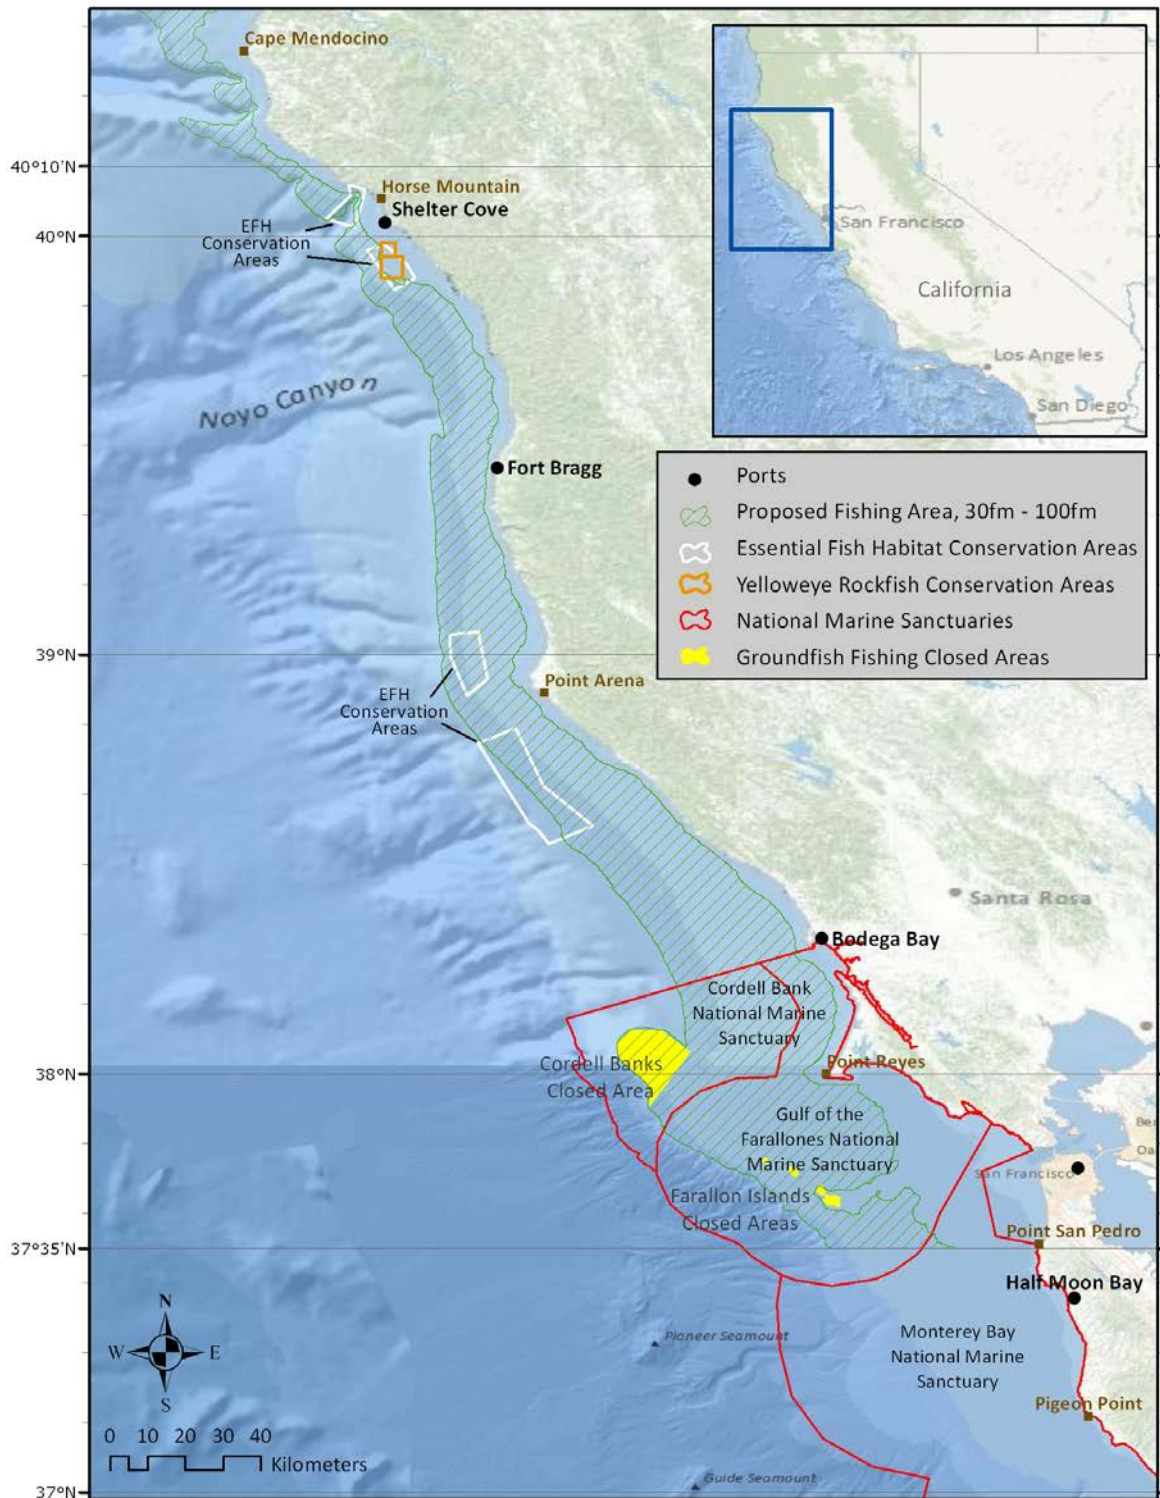 Cape Mendocino
40°10'N
Horse Mountain
Shelter Cove
EFH
Conservation
Areas
40°N
Noyo Canyon
Fort Bragg
San Francisco
California
Los Angeles
San Diego
Ports
Proposed Fishing Area, 30fm - 100fm
Essential Fish Habitat Conservation Areas
Yelloweye Rockfish Conservation Areas
National Marine Sanctuaries
Groundfish Fishing Closed Areas
39°N
Point Arena
EFH
Conservation
Areas
Santa Rosa
Bodega Bay
Cordell Bank
National Marine
Sanctuary
Cordell Banks
Closed Area
Point Reyes
38°N
Gulf of the
Farallones National
Marine Sanctuary
San Francisco
Farallon Islands
Closed Areas
Point San Pedro
37°35'N
Half Moon Bay
Monterey Bay
National Marine
Sanctuary
Pioneer Seamount
Pigeon Point
N
W
E
S
0 10 20 30 40
Kilometers
Guide Seamount
37°N